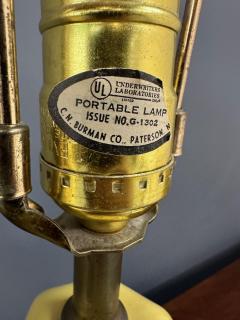 UL
UNDERWRITERS
LABORATORIES
PORTABLE LAMP
ISSUE NO. G-1302
C.N. BURMAN CO., PATERSON, N